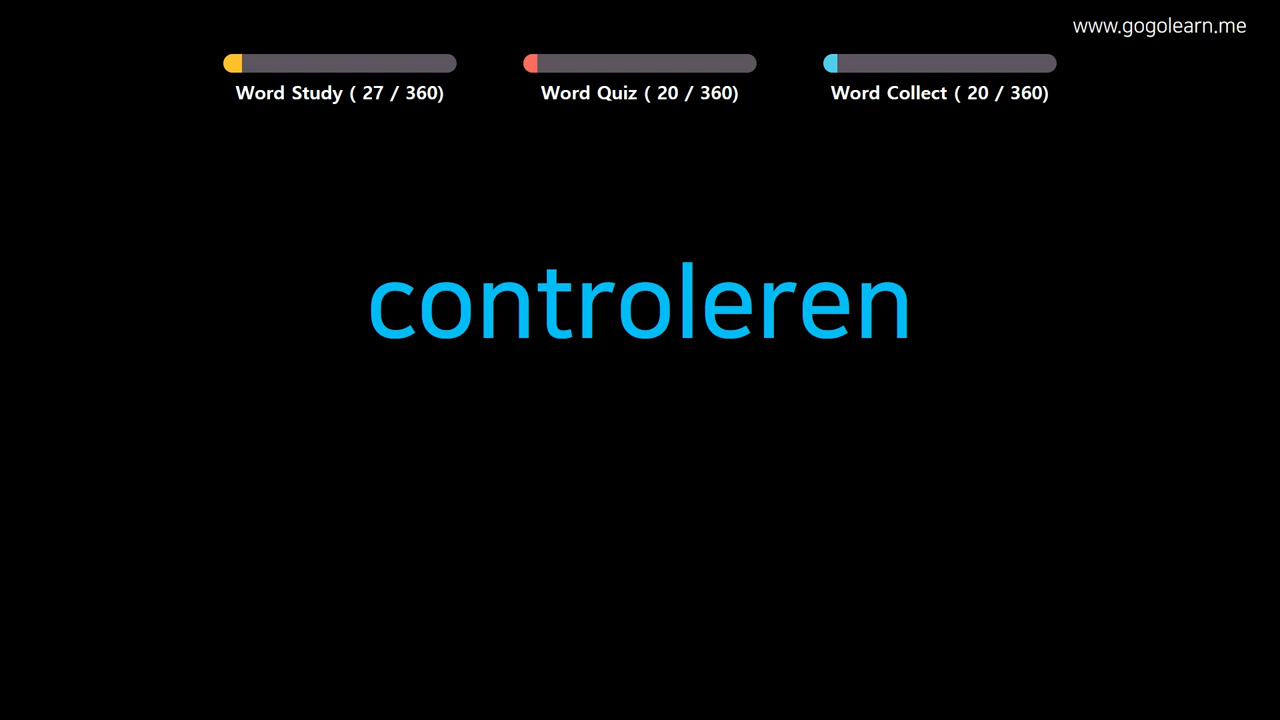 www.gogolearn.me
Word Study ( 27 / 360)
Word Quiz ( 20 / 360)
Word Collect ( 20 / 360)
controleren